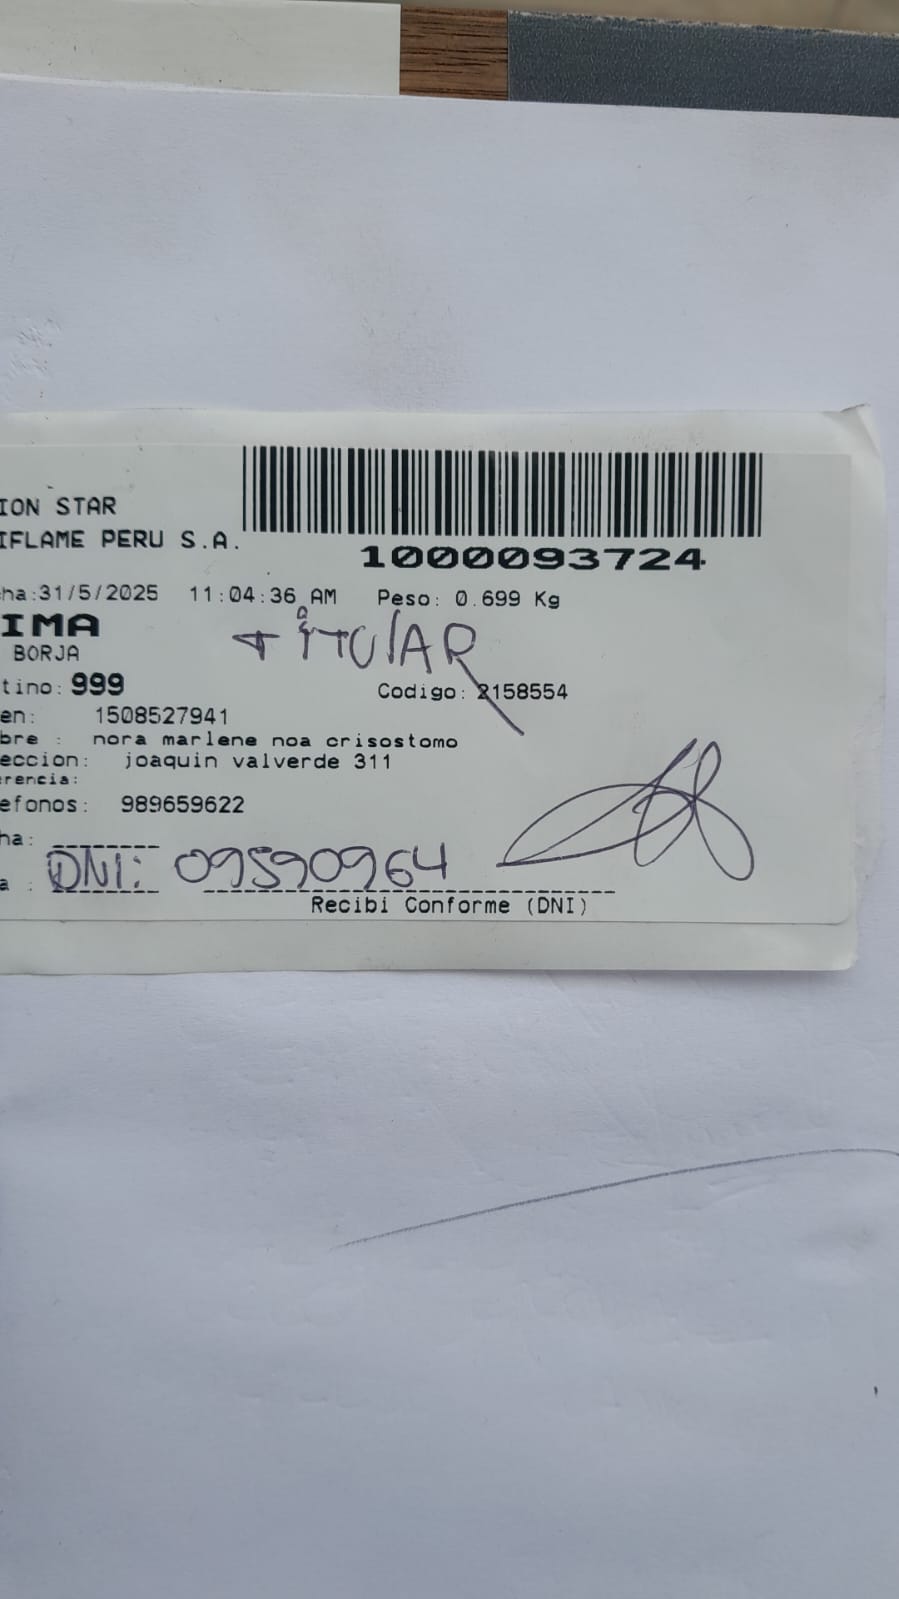 ION STAR
IFLAME PERU S.A.
1000093724
ha:31/5/2025 11:04:36 AM Peso: 0.699 Kg
IMA
TITULAR
BORJA
tino: 999 Codigo: 2158554
en: 1508527941
bre : nora marlene noa crisostomo
eccion: joaquin valverde 311
erencia:
efonos: 989659622
ha:
a : DNI: 09590964
Recibi Conforme (DNI)